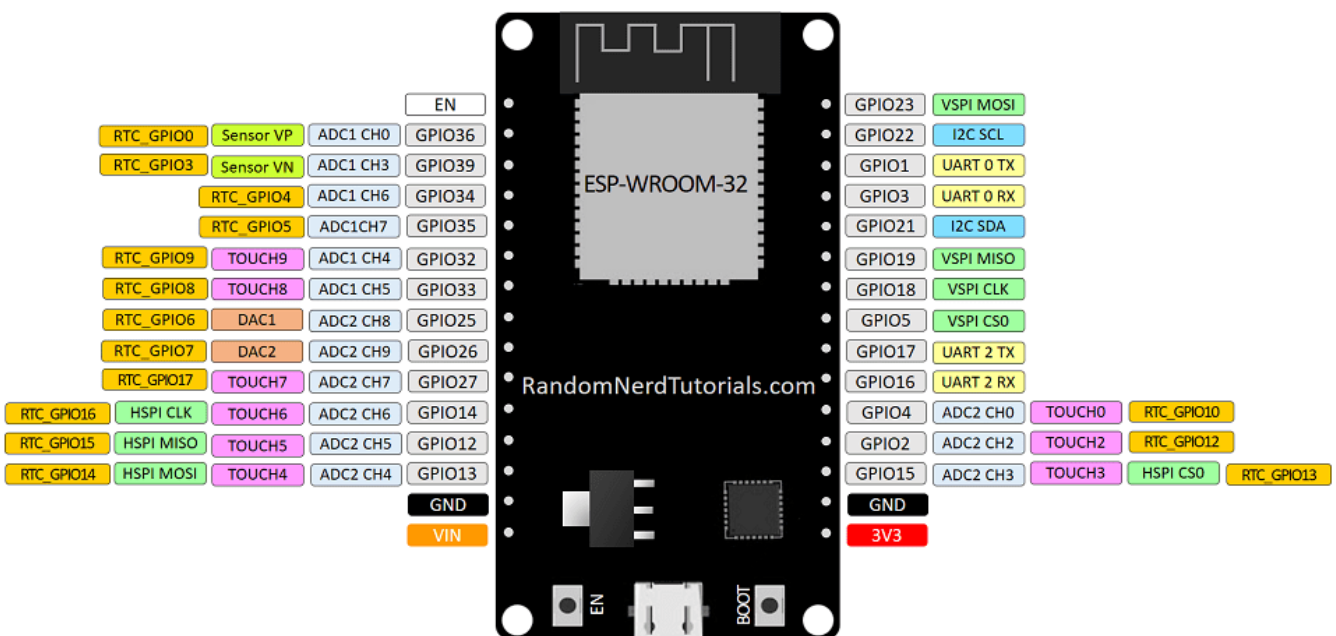 EN GPIO23 VSPI MOSI
RTC_GPIO0 Sensor VP ADC1 CH0 GPIO36 GPIO22 I2C SCL
RTC_GPIO3 Sensor VN ADC1 CH3 GPIO39 GPIO1 UART 0 TX
RTC_GPIO4 ADC1 CH6 GPIO34 ESP-WROOM-32 GPIO3 UART 0 RX
RTC_GPIO5 ADC1CH7 GPIO35 GPIO21 I2C SDA
RTC_GPIO9 TOUCH9 ADC1 CH4 GPIO32 GPIO19 VSPI MISO
RTC_GPIO8 TOUCH8 ADC1 CH5 GPIO33 GPIO18 VSPI CLK
RTC_GPIO6 DAC1 ADC2 CH8 GPIO25 GPIO5 VSPI CS0
RTC_GPIO7 DAC2 ADC2 CH9 GPIO26 GPIO17 UART 2 TX
RTC_GPIO17 TOUCH7 ADC2 CH7 GPIO27 RandomNerdTutorials.com GPIO16 UART 2 RX
RTC_GPIO16 HSPI CLK TOUCH6 ADC2 CH6 GPIO14 GPIO4 ADC2 CH0 TOUCH0 RTC_GPIO10
RTC_GPIO15 HSPI MISO TOUCH5 ADC2 CH5 GPIO12 GPIO2 ADC2 CH2 TOUCH2 RTC_GPIO12
RTC_GPIO14 HSPI MOSI TOUCH4 ADC2 CH4 GPIO13 GPIO15 ADC2 CH3 TOUCH3 HSPI CS0 RTC_GPIO13
GND GND
VIN 3V3
EN BOOT